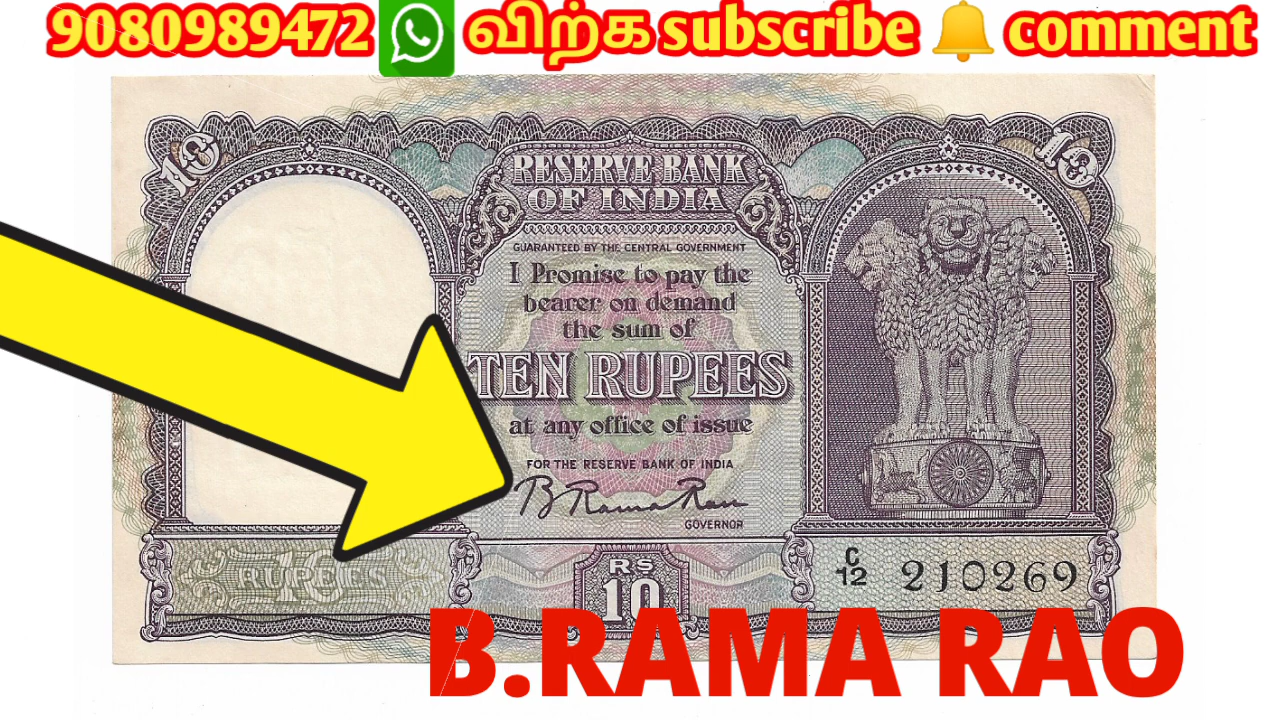 9080989472 விற்க subscribe comment
10 10
RESERVE BANK
OF INDIA
GUARANTEED BY THE CENTRAL GOVERNMENT
I Promise to pay the
bearer on demand
the sum of
TEN RUPEES
at any office of issue
FOR THE RESERVE BANK OF INDIA
B Rama Rau
GOVERNOR
10
RUPEES
RS
10
C/12 210269
B.RAMA RAO